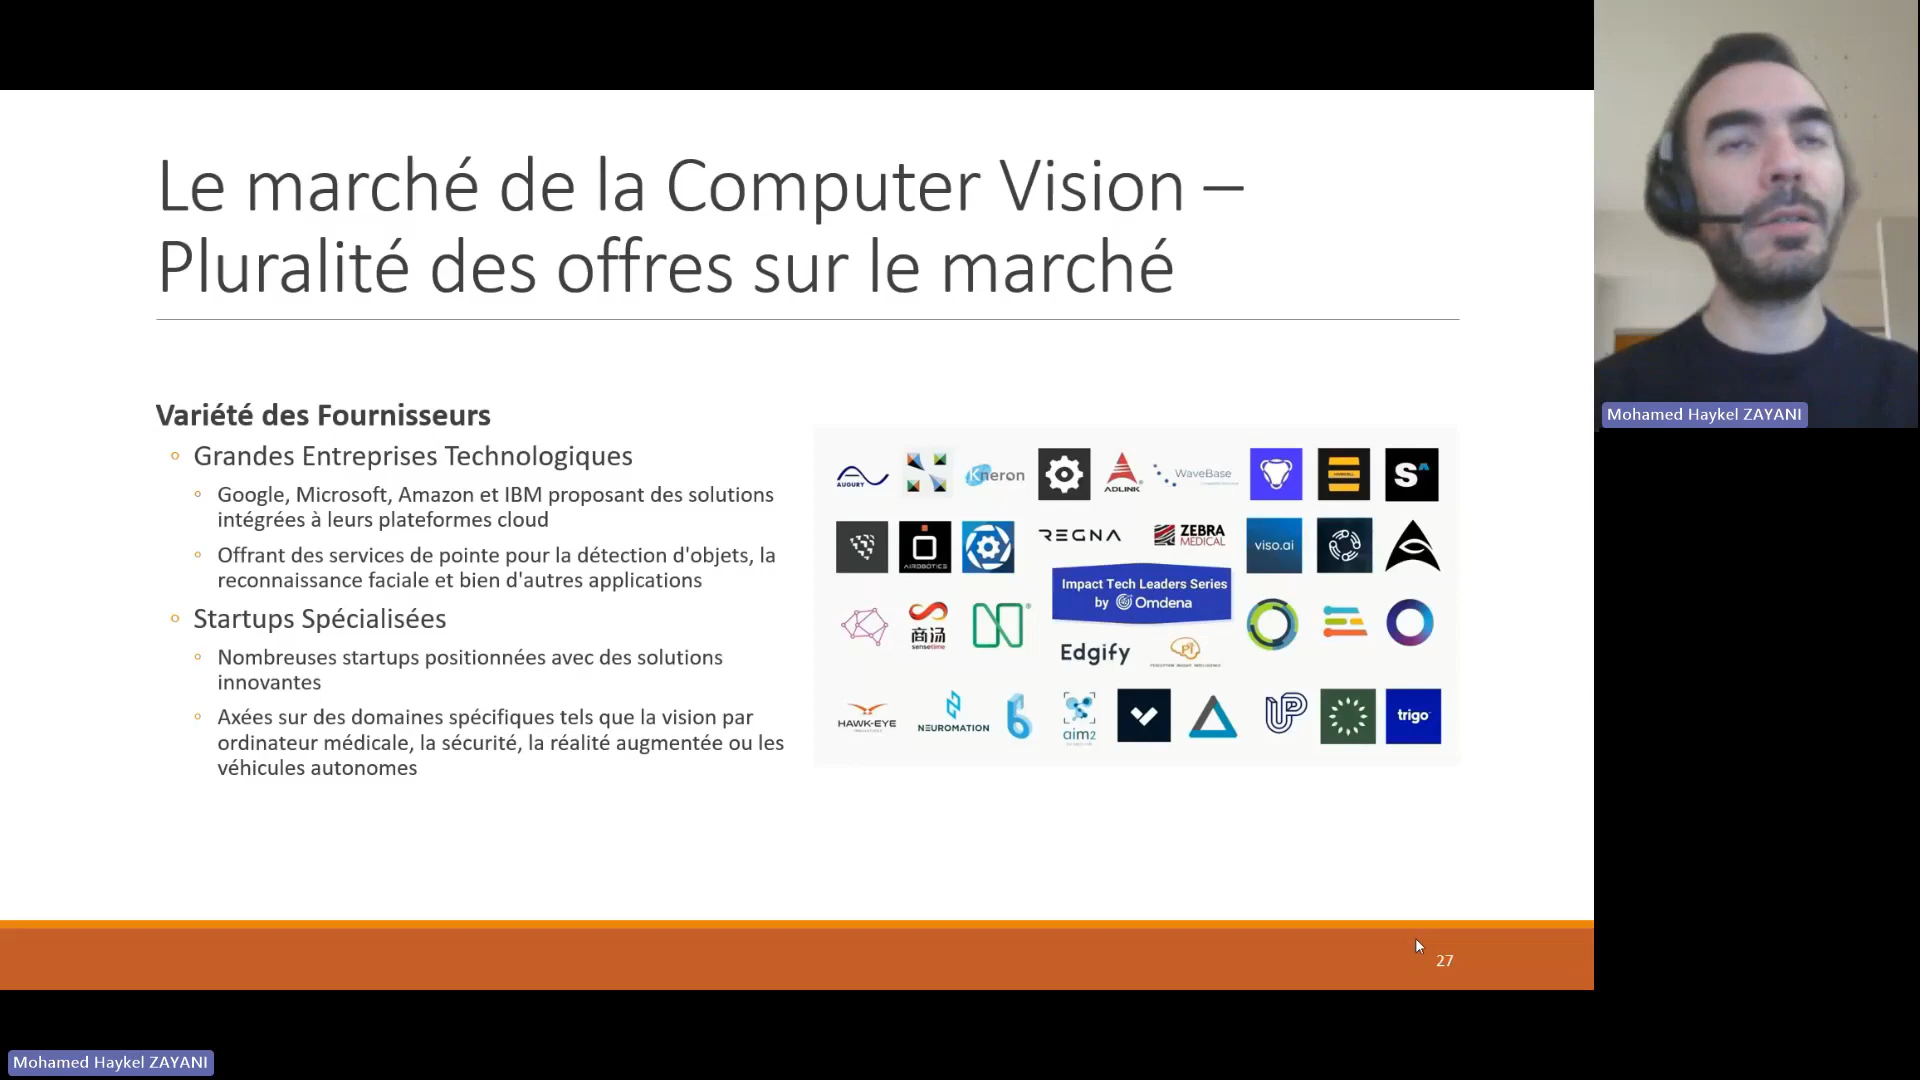 Le marché de la Computer Vision –
Pluralité des offres sur le marché
Variété des Fournisseurs
Grandes Entreprises Technologiques
Google, Microsoft, Amazon et IBM proposant des solutions
intégrées à leurs plateformes cloud
Offrant des services de pointe pour la détection d'objets, la
reconnaissance faciale et bien d'autres applications
Startups Spécialisées
Nombreuses startups positionnées avec des solutions
innovantes
Axées sur des domaines spécifiques tels que la vision par
ordinateur médicale, la sécurité, la réalité augmentée ou les
véhicules autonomes
AUGURY
Kneron
ADLINK
WaveBase
S
AIROBOTICS
REGNA
ZEBRA
MEDICAL
viso.ai
Impact Tech Leaders Series
by Omdena
商汤
sensetime
Edgify
HAWK-EYE
NEUROMATION
aim2
UP
trigo
27
Mohamed Haykel ZAYANI
Mohamed Haykel ZAYANI